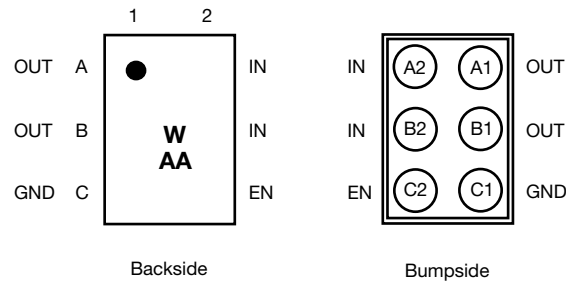 1 2
OUT A IN IN A2 A1 OUT
OUT B W IN IN B2 B1 OUT
AA
GND C EN EN C2 C1 GND
Backside Bumpside